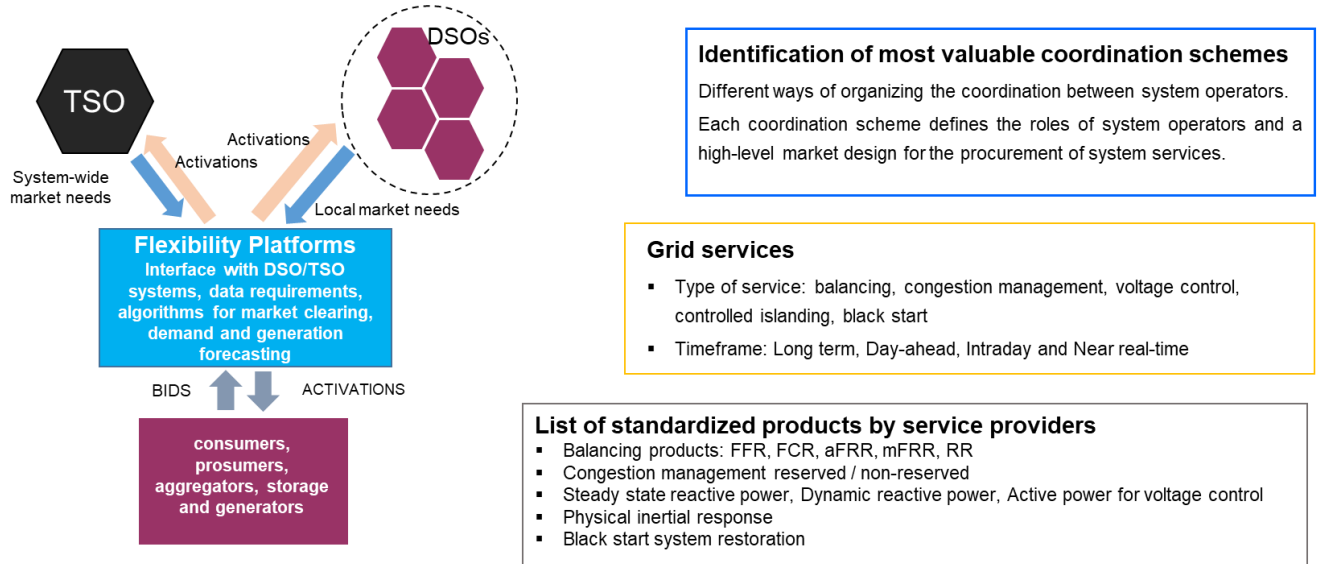 DSOs
TSO
Activations
Activations
System-wide
market needs
Local market needs
Flexibility Platforms
Interface with DSO/TSO
systems, data requirements,
algorithms for market clearing,
demand and generation
forecasting
BIDS
ACTIVATIONS
consumers,
prosumers,
aggregators, storage
and generators
Identification of most valuable coordination schemes
Different ways of organizing the coordination between system operators.
Each coordination scheme defines the roles of system operators and a
high-level market design for the procurement of system services.
Grid services
▪ Type of service: balancing, congestion management, voltage control,
controlled islanding, black start
▪ Timeframe: Long term, Day-ahead, Intraday and Near real-time
List of standardized products by service providers
▪ Balancing products: FFR, FCR, aFRR, mFRR, RR
▪ Congestion management reserved / non-reserved
▪ Steady state reactive power, Dynamic reactive power, Active power for voltage control
▪ Physical inertial response
▪ Black start system restoration